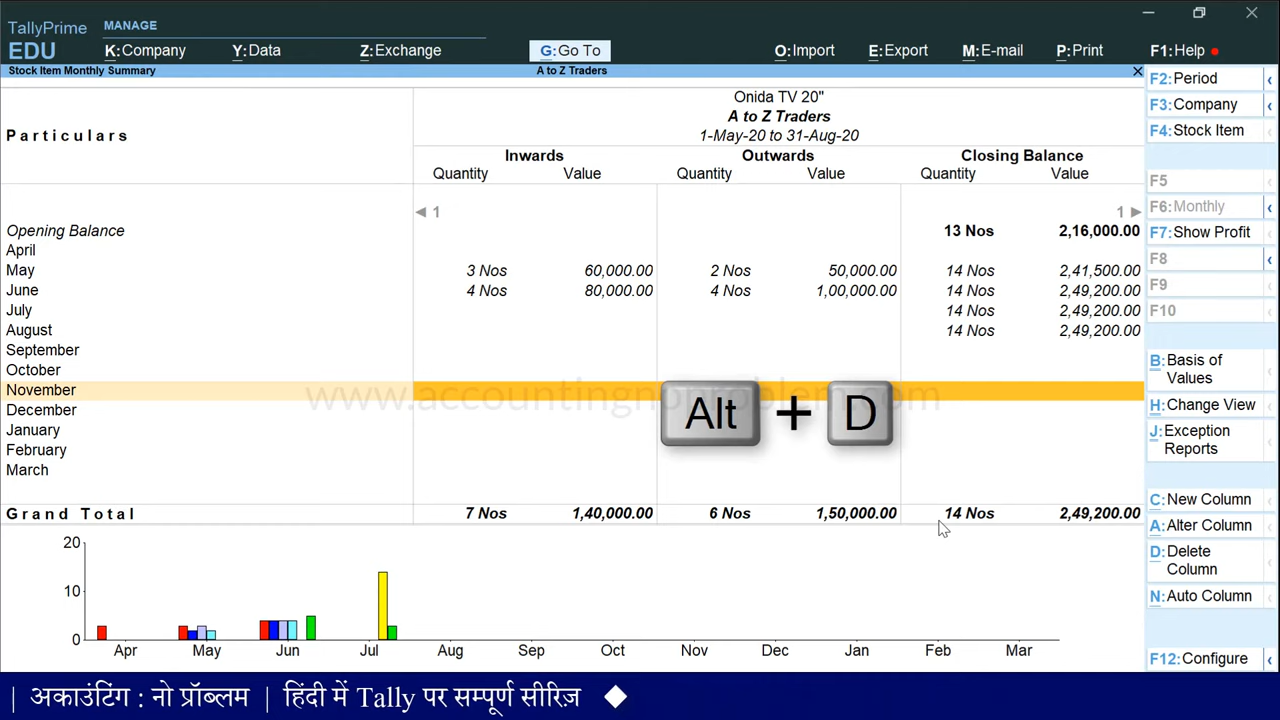 TallyPrime
MANAGE
EDU
K:Company
Y:Data
Z:Exchange
G:Go To
O:Import
E:Export
M:E-mail
P:Print
F1:Help
Stock Item Monthly Summary
A to Z Traders
Particulars
Onida TV 20"
A to Z Traders
1-May-20 to 31-Aug-20
Inwards Outwards Closing Balance
Quantity Value Quantity Value Quantity Value
◄ 1 1 ►
Opening Balance 13 Nos 2,16,000.00
April
May 3 Nos 60,000.00 2 Nos 50,000.00 14 Nos 2,41,500.00
June 4 Nos 80,000.00 4 Nos 1,00,000.00 14 Nos 2,49,200.00
July 14 Nos 2,49,200.00
August 14 Nos 2,49,200.00
September
October
November
www.accountingnoproblem.com
Alt + D
December
January
February
March
Grand Total 7 Nos 1,40,000.00 6 Nos 1,50,000.00 14 Nos 2,49,200.00
20
10
0
Apr May Jun Jul Aug Sep Oct Nov Dec Jan Feb Mar
F2:Period
F3:Company
F4:Stock Item
F5
F6:Monthly
F7:Show Profit
F8
F9
F10
B:Basis of
Values
H:Change View
J:Exception
Reports
C:New Column
A:Alter Column
D:Delete
Column
N:Auto Column
F12:Configure
| अकाउंटिंग : नो प्रॉब्लम | हिंदी में Tally पर सम्पूर्ण सीरिज़ ◆